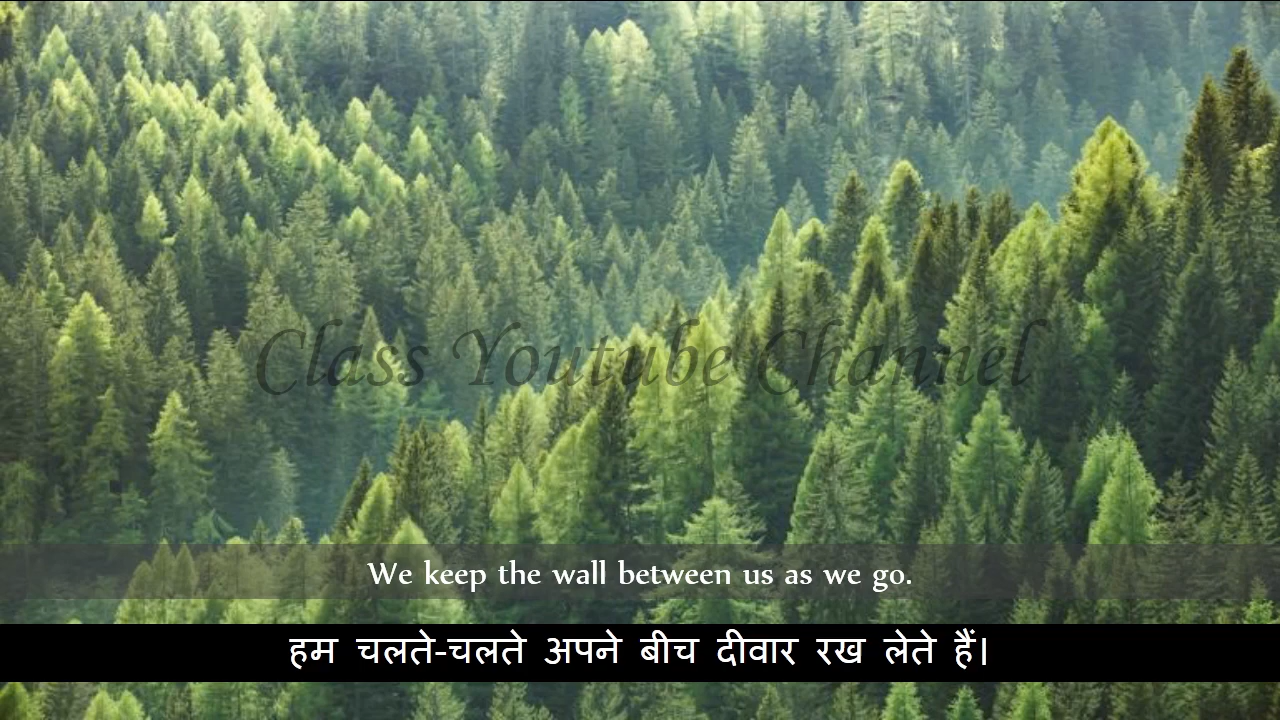 Class Youtube Channel
We keep the wall between us as we go.
हम चलते-चलते अपने बीच दीवार रख लेते हैं।